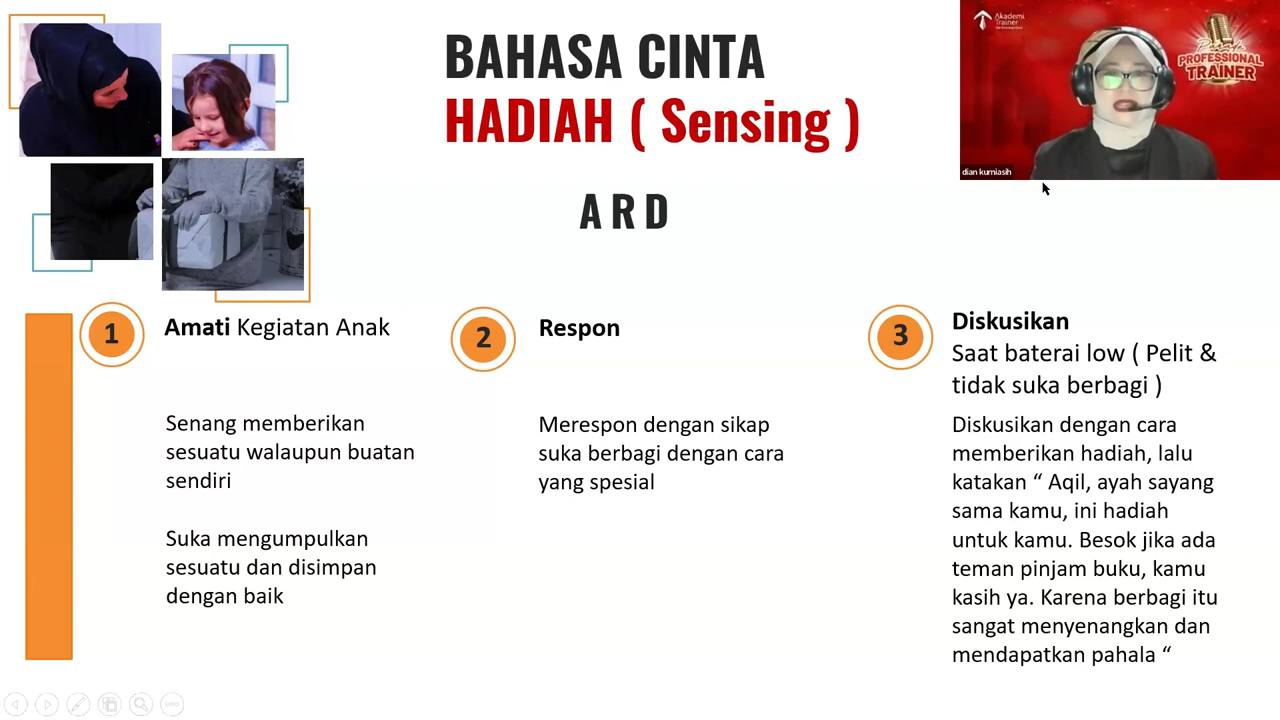 BAHASA CINTA
HADIAH ( Sensing )
A R D
Akademi
Trainer
PROFESSIONAL
TRAINER
dian kurniasih
1
Amati Kegiatan Anak
Senang memberikan
sesuatu walaupun buatan
sendiri
Suka mengumpulkan
sesuatu dan disimpan
dengan baik
2
Respon
Merespon dengan sikap
suka berbagi dengan cara
yang spesial
3
Diskusikan
Saat baterai low ( Pelit &
tidak suka berbagi )
Diskusikan dengan cara
memberikan hadiah, lalu
katakan “ Aqil, ayah sayang
sama kamu, ini hadiah
untuk kamu. Besok jika ada
teman pinjam buku, kamu
kasih ya. Karena berbagi itu
sangat menyenangkan dan
mendapatkan pahala “